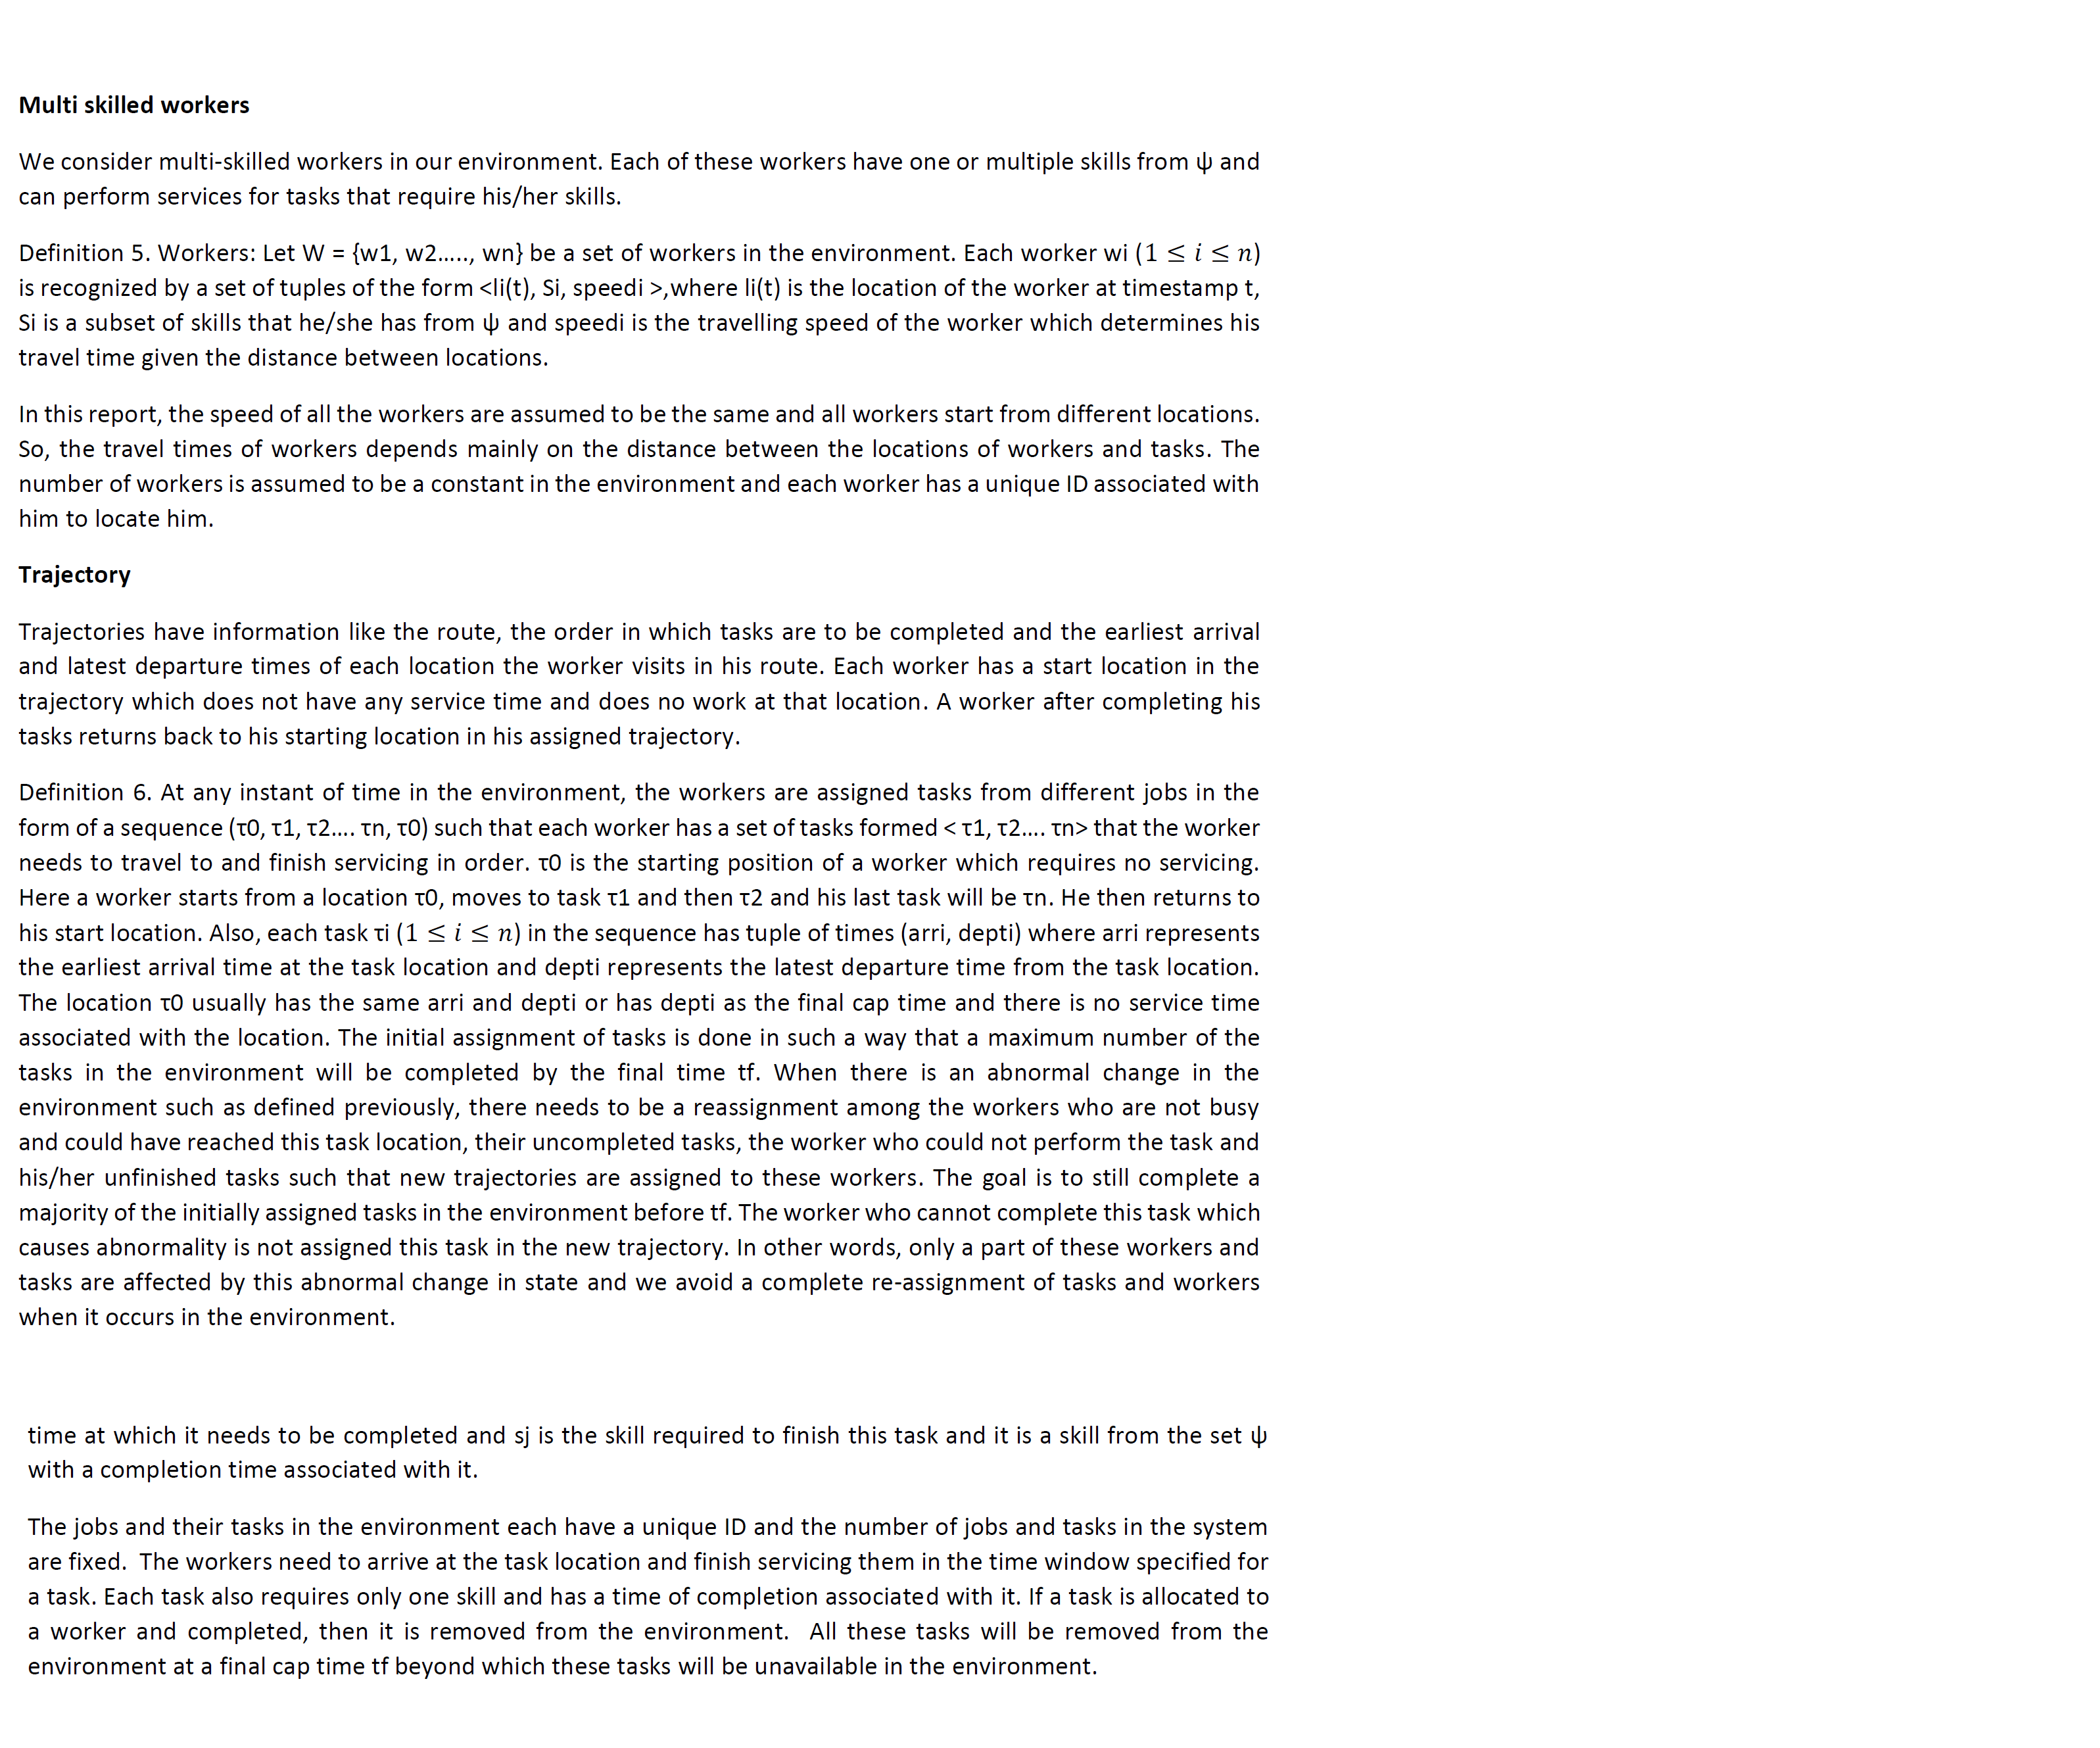 Multi skilled workers
We consider multi-skilled workers in our environment. Each of these workers have one or multiple skills from ψ and
can perform services for tasks that require his/her skills.
Definition 5. Workers: Let W = {w1, w2....., wn} be a set of workers in the environment. Each worker wi (1 ≤ i ≤ n)
is recognized by a set of tuples of the form <li(t), Si, speedi >,where li(t) is the location of the worker at timestamp t,
Si is a subset of skills that he/she has from ψ and speedi is the travelling speed of the worker which determines his
travel time given the distance between locations.
In this report, the speed of all the workers are assumed to be the same and all workers start from different locations.
So, the travel times of workers depends mainly on the distance between the locations of workers and tasks. The
number of workers is assumed to be a constant in the environment and each worker has a unique ID associated with
him to locate him.
Trajectory
Trajectories have information like the route, the order in which tasks are to be completed and the earliest arrival
and latest departure times of each location the worker visits in his route. Each worker has a start location in the
trajectory which does not have any service time and does no work at that location. A worker after completing his
tasks returns back to his starting location in his assigned trajectory.
Definition 6. At any instant of time in the environment, the workers are assigned tasks from different jobs in the
form of a sequence (τ0, τ1, τ2.... τn, τ0) such that each worker has a set of tasks formed < τ1, τ2.... τn> that the worker
needs to travel to and finish servicing in order. τ0 is the starting position of a worker which requires no servicing.
Here a worker starts from a location τ0, moves to task τ1 and then τ2 and his last task will be τn. He then returns to
his start location. Also, each task τi (1 ≤ i ≤ n) in the sequence has tuple of times (arri, depti) where arri represents
the earliest arrival time at the task location and depti represents the latest departure time from the task location.
The location τ0 usually has the same arri and depti or has depti as the final cap time and there is no service time
associated with the location. The initial assignment of tasks is done in such a way that a maximum number of the
tasks in the environment will be completed by the final time tf. When there is an abnormal change in the
environment such as defined previously, there needs to be a reassignment among the workers who are not busy
and could have reached this task location, their uncompleted tasks, the worker who could not perform the task and
his/her unfinished tasks such that new trajectories are assigned to these workers. The goal is to still complete a
majority of the initially assigned tasks in the environment before tf. The worker who cannot complete this task which
causes abnormality is not assigned this task in the new trajectory. In other words, only a part of these workers and
tasks are affected by this abnormal change in state and we avoid a complete re-assignment of tasks and workers
when it occurs in the environment.
time at which it needs to be completed and sj is the skill required to finish this task and it is a skill from the set ψ
with a completion time associated with it.
The jobs and their tasks in the environment each have a unique ID and the number of jobs and tasks in the system
are fixed. The workers need to arrive at the task location and finish servicing them in the time window specified for
a task. Each task also requires only one skill and has a time of completion associated with it. If a task is allocated to
a worker and completed, then it is removed from the environment. All these tasks will be removed from the
environment at a final cap time tf beyond which these tasks will be unavailable in the environment.